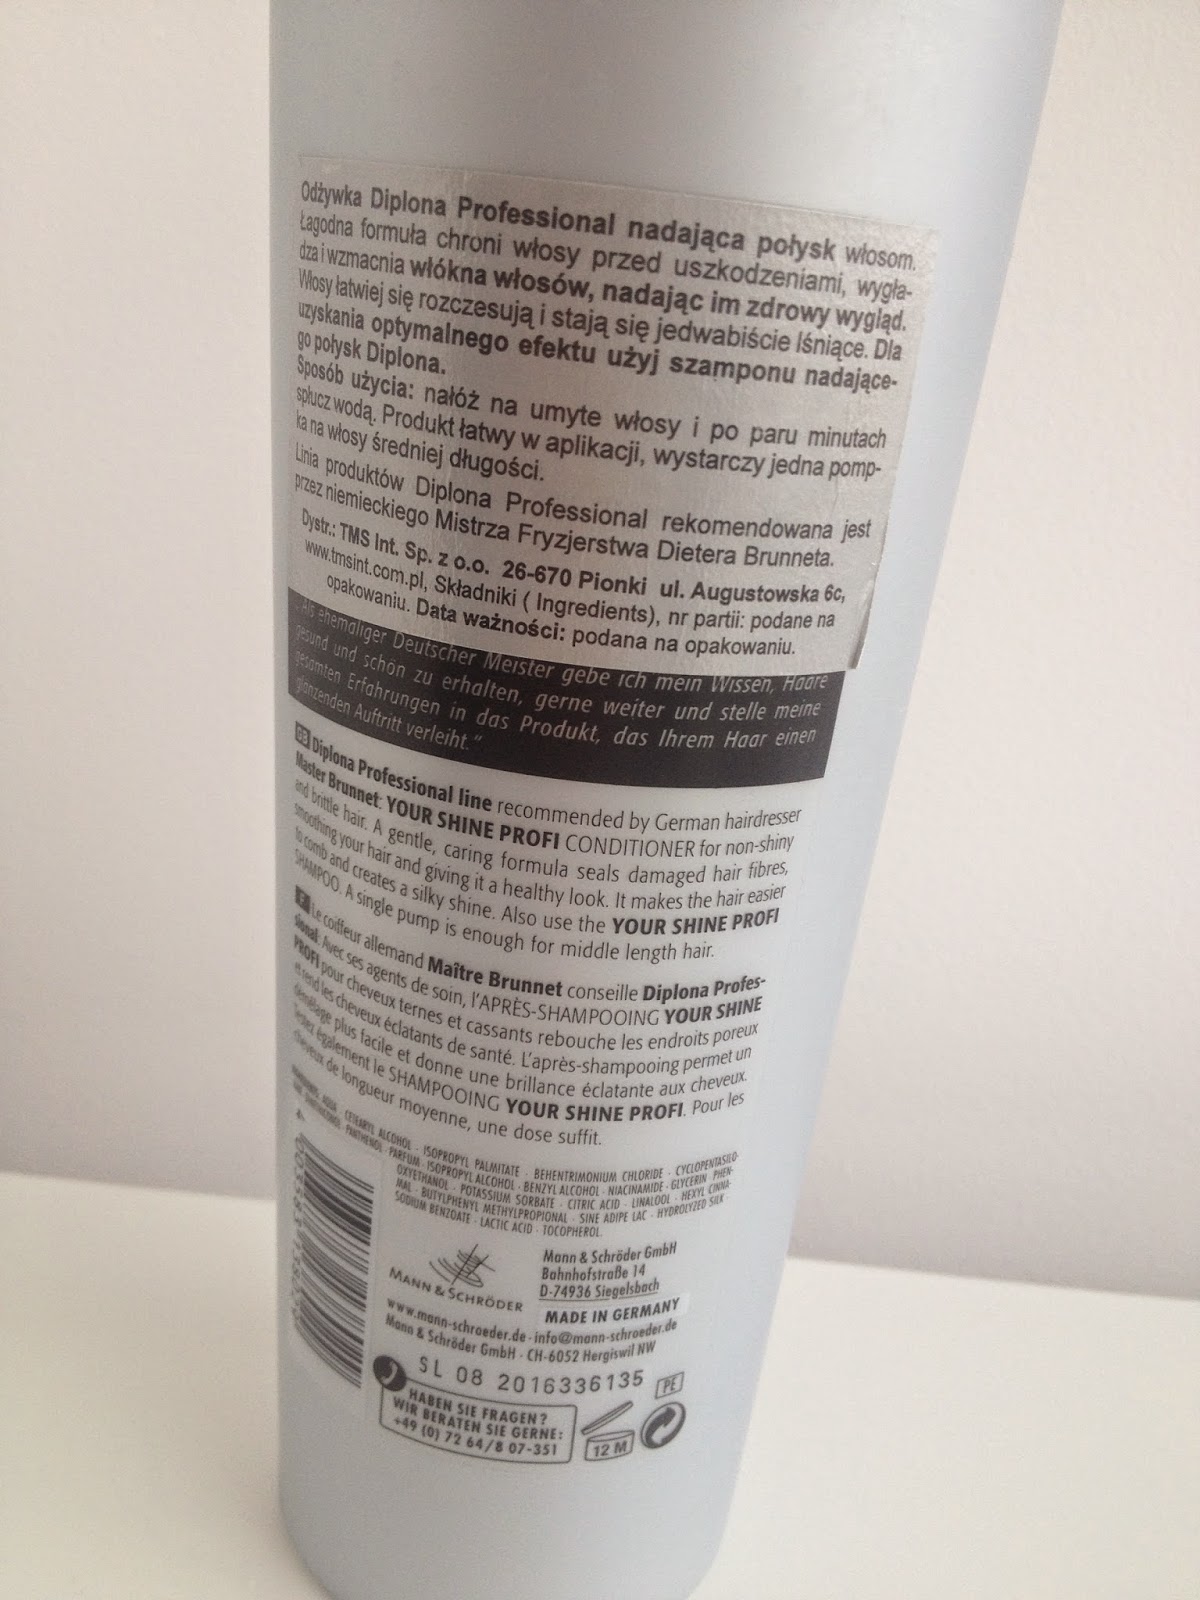 Odżywka Diplona Professional nadająca połysk włosom.
Łagodna formuła chroni włosy przed uszkodzeniami, wygła-
dza i wzmacnia włókna włosów, nadając im zdrowy wygląd.
Włosy łatwiej się rozczesują i stają się jedwabiście lśniące. Dla
uzyskania optymalnego efektu użyj szamponu nadające-
go połysk Diplona.
Sposób użycia: nałóż na umyte włosy i po paru minutach
spłucz wodą. Produkt łatwy w aplikacji, wystarczy jedna pomp-
ka na włosy średniej długości.
Linia produktów Diplona Professional rekomendowana jest
przez niemieckiego Mistrza Fryzjerstwa Dietera Brunneta.
Dystr.: TMS Int. Sp. z o.o. 26-670 Pionki ul. Augustowska 6c,
www.tmsint.com.pl, Składniki ( Ingredients), nr partii: podane na
opakowaniu. Data ważności: podana na opakowaniu.
„Als ehemaliger Deutscher Meister gebe ich mein Wissen, Haare
gesund und schön zu erhalten, gerne weiter und stelle meine
gesamten Erfahrungen in das Produkt, das Ihrem Haar einen
glänzenden Auftritt verleiht.“
GB Diplona Professional line recommended by German hairdresser
Master Brunnet: YOUR SHINE PROFI CONDITIONER for non-shiny
and brittle hair. A gentle, caring formula seals damaged hair fibres,
smoothing your hair and giving it a healthy look. It makes the hair easier
to comb and creates a silky shine. Also use the YOUR SHINE PROFI
SHAMPOO. A single pump is enough for middle length hair.
F Le coiffeur allemand Maître Brunnet conseille Diplona Profes-
sional: Avec ses agents de soin, l’APRÈS-SHAMPOOING YOUR SHINE
PROFI pour cheveux ternes et cassants rebouche les endroits poreux
et rend les cheveux éclatants de santé. L’après-shampooing permet un
démêlage plus facile et donne une brillance éclatante aux cheveux.
Testez également le SHAMPOOING YOUR SHINE PROFI. Pour les
cheveux de longueur moyenne, une dose suffit.
INGREDIENTS: AQUA · CETEARYL ALCOHOL · ISOPROPYL PALMITATE · BEHENTRIMONIUM CHLORIDE · CYCLOPENTASILO-
PANTHENOL · PARFUM · ISOPROPYL ALCOHOL · BENZYL ALCOHOL · NIACINAMIDE · GLYCERIN · PHEN-
OXYETHANOL · POTASSIUM SORBATE · CITRIC ACID · LINALOOL · HEXYL CINNA-
MAL · BUTYLPHENYL METHYLPROPIONAL · SINE ADIPE LAC · HYDROLYZED SILK ·
SODIUM BENZOATE · LACTIC ACID · TOCOPHEROL.
MANN & SCHRÖDER
Mann & Schröder GmbH
Bahnhofstraße 14
D-74936 Siegelsbach
MADE IN GERMANY
www.mann-schroeder.de · info@mann-schroeder.de
Mann & Schröder GmbH · CH-6052 Hergiswil NW
SL 08 2016336135
PE
HABEN SIE FRAGEN?
WIR BERATEN SIE GERNE:
+49 (0) 72 64/8 07-351
12 M